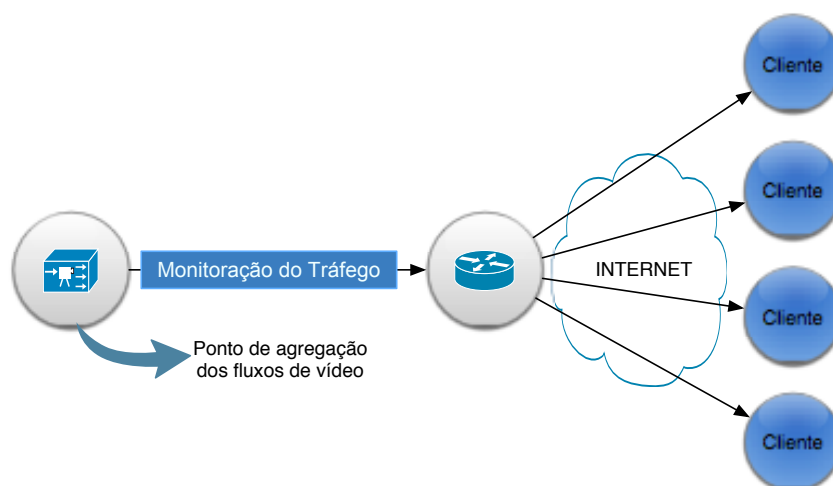 Cliente
Cliente
Monitoração do Tráfego
INTERNET
Cliente
Ponto de agregação
dos fluxos de vídeo
Cliente